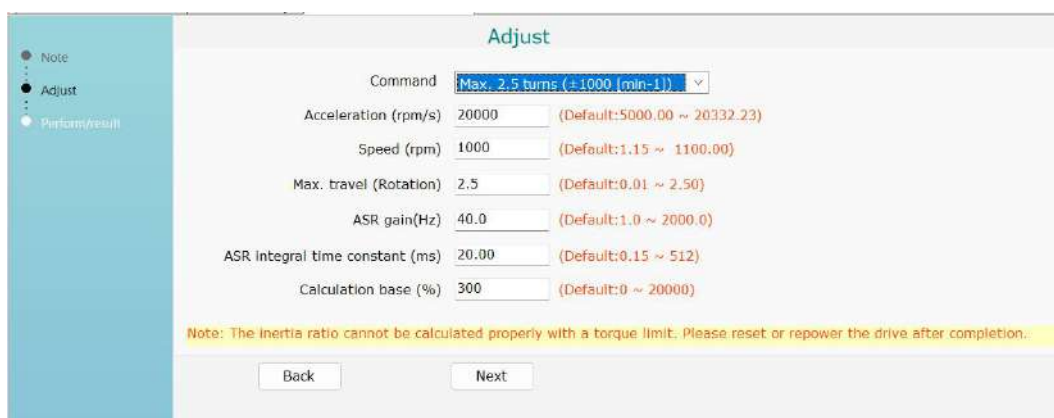 Adjust
Note
Adjust
Perform/result
Command Max. 2.5 turns (±1000 [min-1])
Acceleration (rpm/s) 20000 (Default:5000.00 ~ 20332.23)
Speed (rpm) 1000 (Default:1.15 ~ 1100.00)
Max. travel (Rotation) 2.5 (Default:0.01 ~ 2.50)
ASR gain(Hz) 40.0 (Default:1.0 ~ 2000.0)
ASR integral time constant (ms) 20.00 (Default:0.15 ~ 512)
Calculation base (%) 300 (Default:0 ~ 20000)
Note: The inertia ratio cannot be calculated properly with a torque limit. Please reset or repower the drive after completion.
Back Next